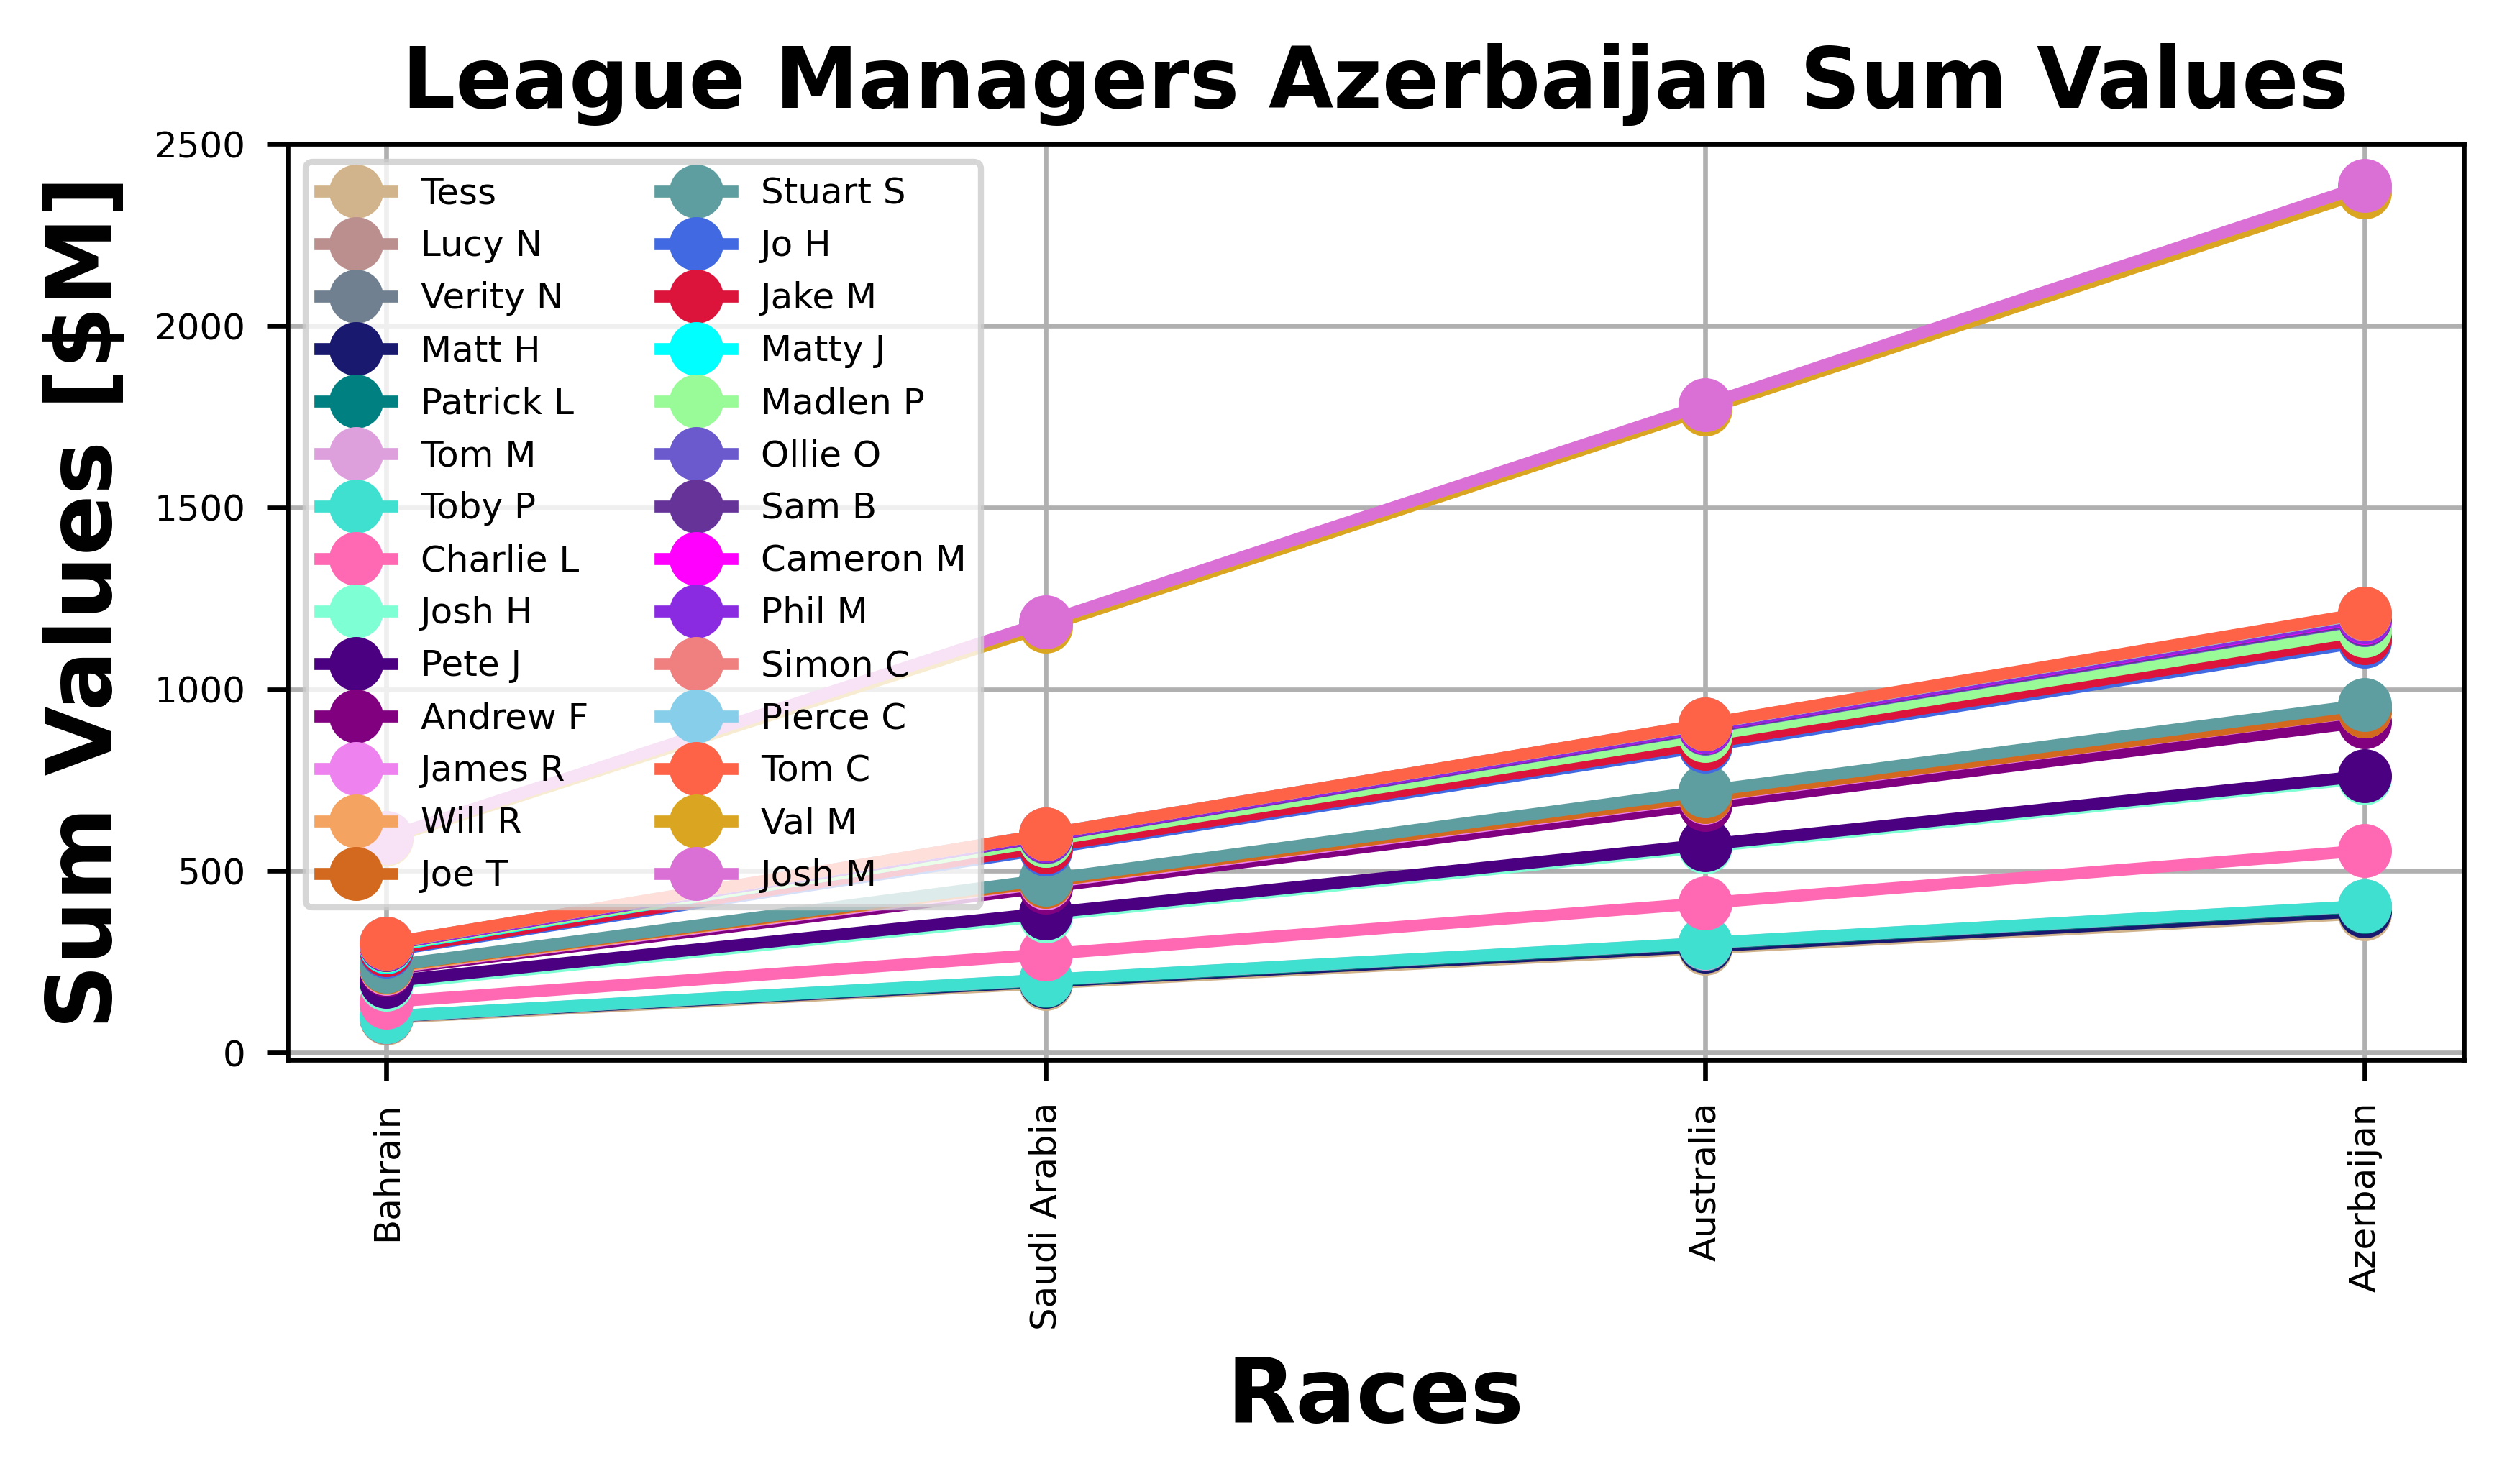 League Managers Azerbaijan Sum Values
Sum Values [$M]
2500
2000
1500
1000
500
0
Tess
Lucy N
Verity N
Matt H
Patrick L
Tom M
Toby P
Charlie L
Josh H
Pete J
Andrew F
James R
Will R
Joe T
Stuart S
Jo H
Jake M
Matty J
Madlen P
Ollie O
Sam B
Cameron M
Phil M
Simon C
Pierce C
Tom C
Val M
Josh M
Bahrain
Saudi Arabia
Australia
Azerbaijan
Races